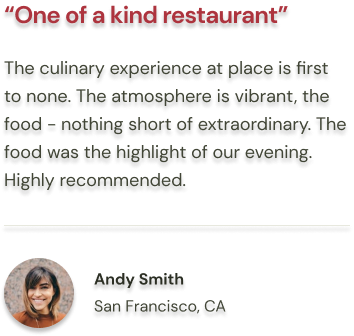 “One of a kind restaurant”
The culinary experience at place is first
to none. The atmosphere is vibrant, the
food - nothing short of extraordinary. The
food was the highlight of our evening.
Highly recommended.
Andy Smith
San Francisco, CA